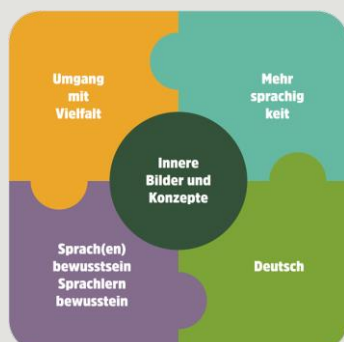 Umgang
mit
Vielfalt
Mehr
sprachig
keit
Innere
Bilder und
Konzepte
Sprach(en)
bewusstsein
Sprachlern
bewusstein
Deutsch